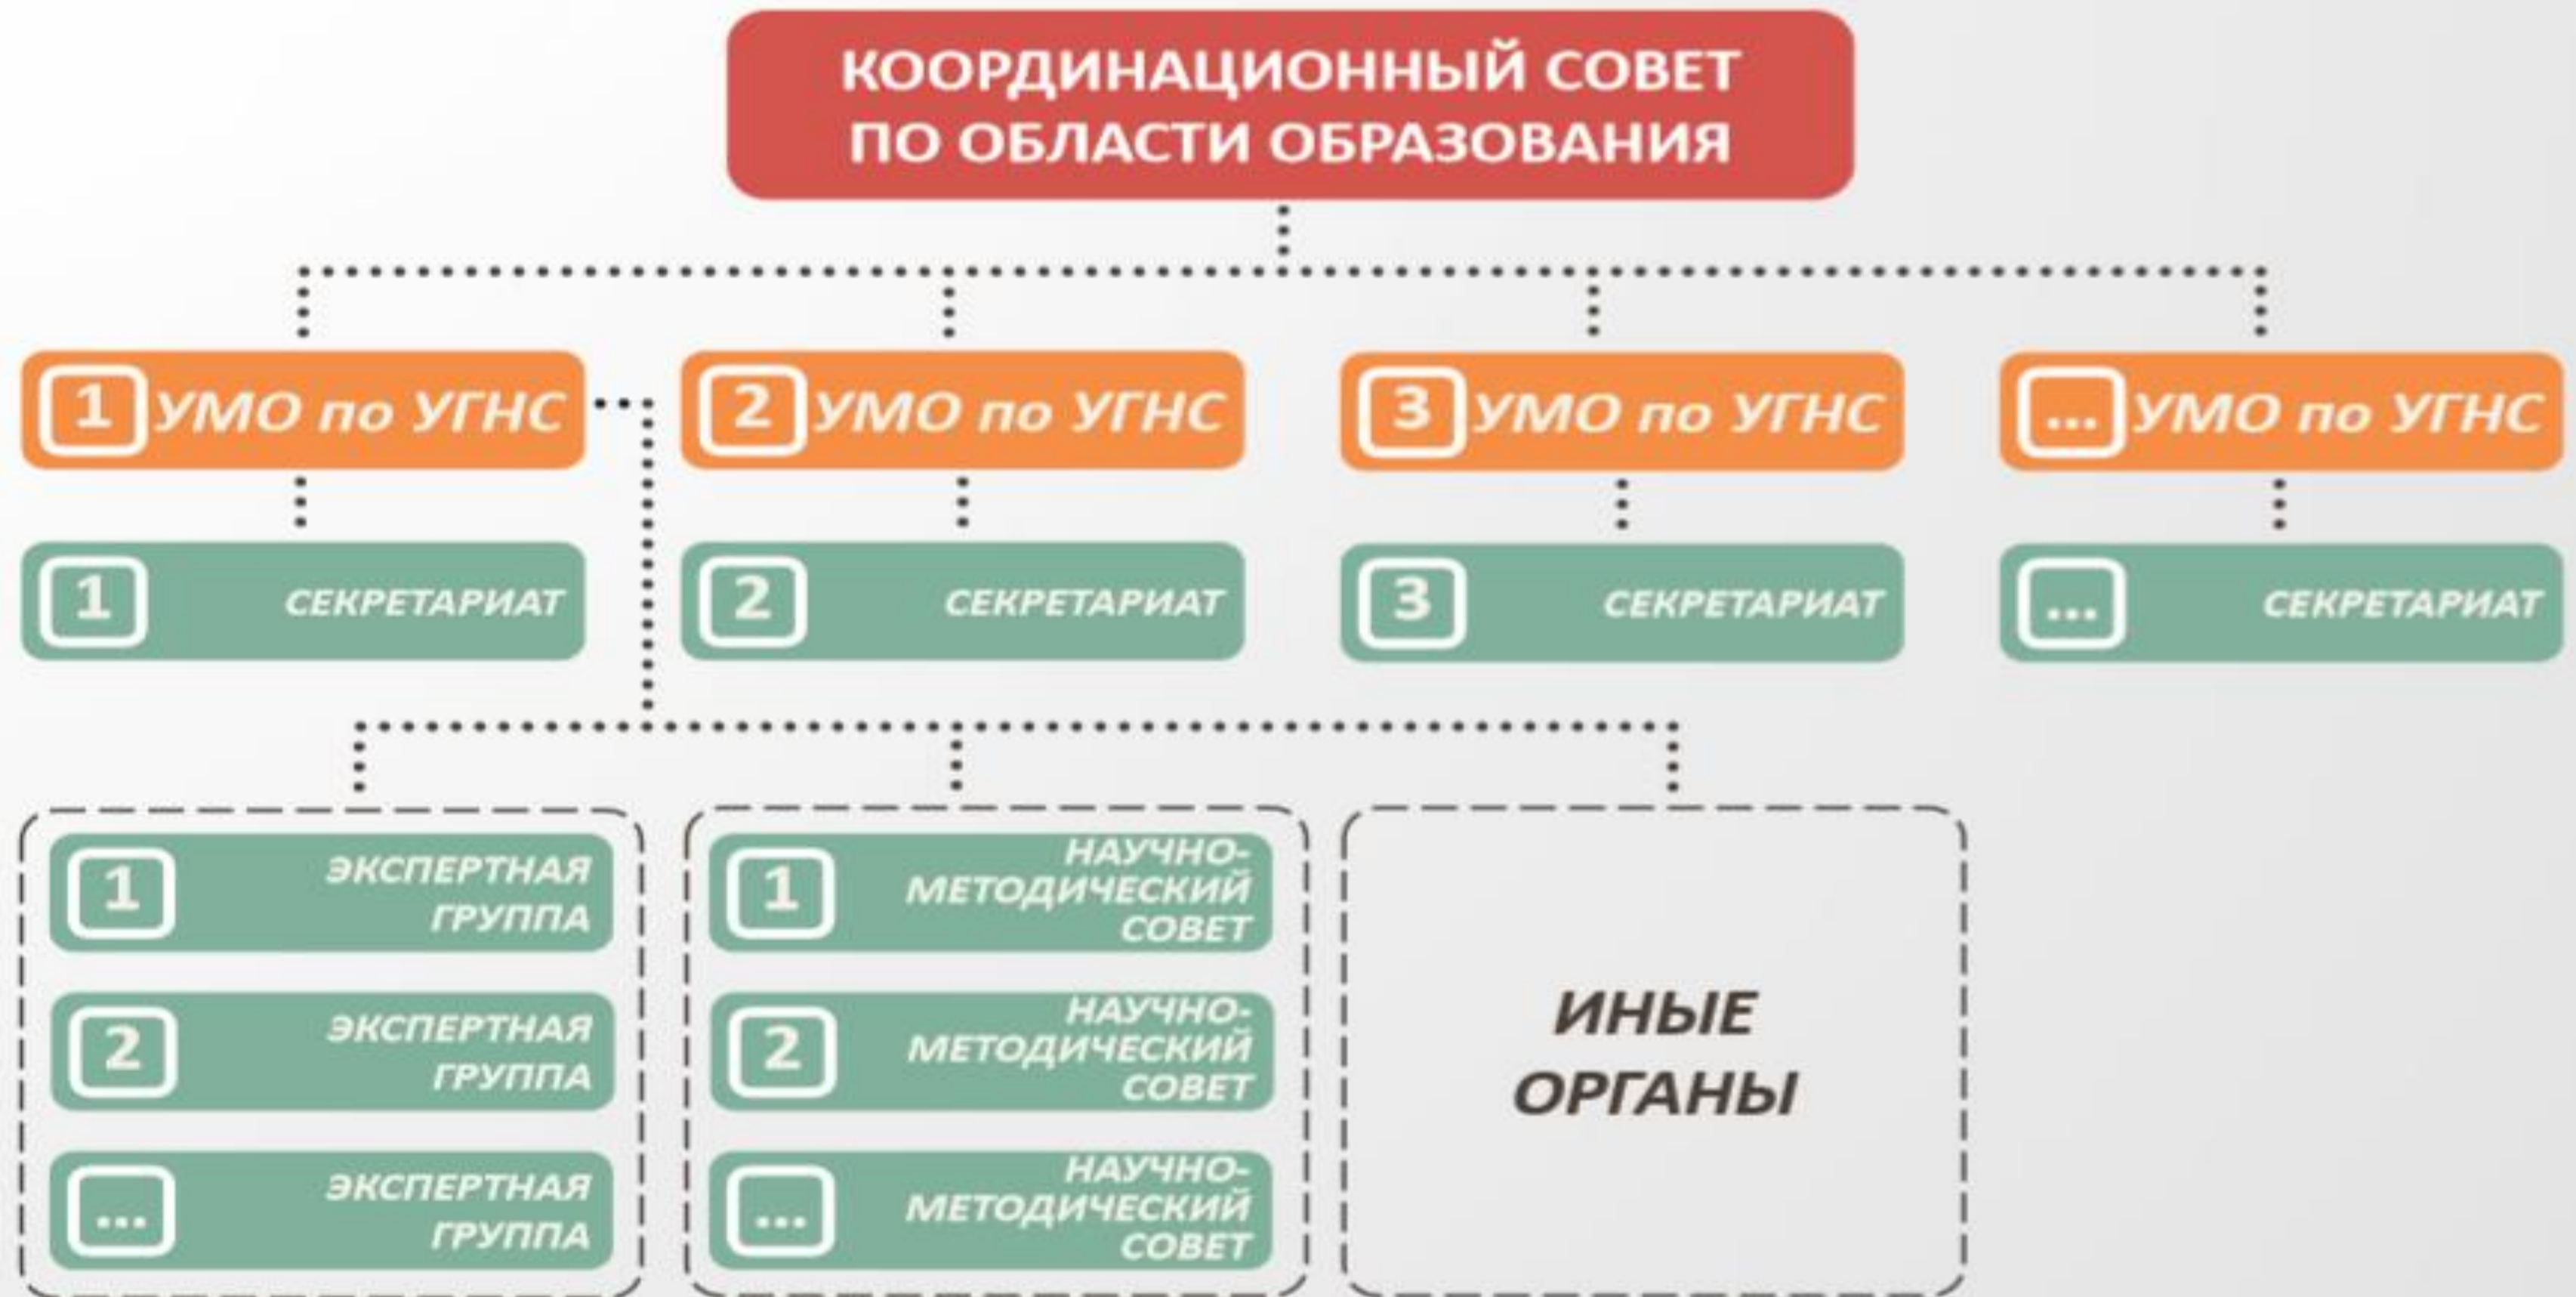 КООРДИНАЦИОННЫЙ СОВЕТ
ПО ОБЛАСТИ ОБРАЗОВАНИЯ
1 УМО по УГНС
2 УМО по УГНС
3 УМО по УГНС
... УМО по УГНС
1 СЕКРЕТАРИАТ
2 СЕКРЕТАРИАТ
3 СЕКРЕТАРИАТ
... СЕКРЕТАРИАТ
1 ЭКСПЕРТНАЯ
ГРУППА
2 ЭКСПЕРТНАЯ
ГРУППА
... ЭКСПЕРТНАЯ
ГРУППА
1 НАУЧНО-
МЕТОДИЧЕСКИЙ
СОВЕТ
2 НАУЧНО-
МЕТОДИЧЕСКИЙ
СОВЕТ
... НАУЧНО-
МЕТОДИЧЕСКИЙ
СОВЕТ
ИНЫЕ
ОРГАНЫ